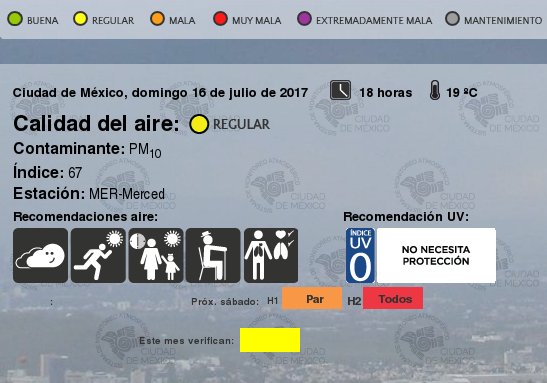 BUENA REGULAR MALA MUY MALA EXTREMADAMENTE MALA MANTENIMIENTO
Ciudad de México, domingo 16 de julio de 2017 18 horas 19 ºC
Calidad del aire: REGULAR
Contaminante: PM10
Índice: 67
Estación: MER-Merced
Recomendaciones aire: Recomendación UV:
ÍNDICE
UV
0
NO NECESITA
PROTECCIÓN
: Próx. sábado: H1 Par H2 Todos
Este mes verifican:
CIUDAD
DE MÉXICO